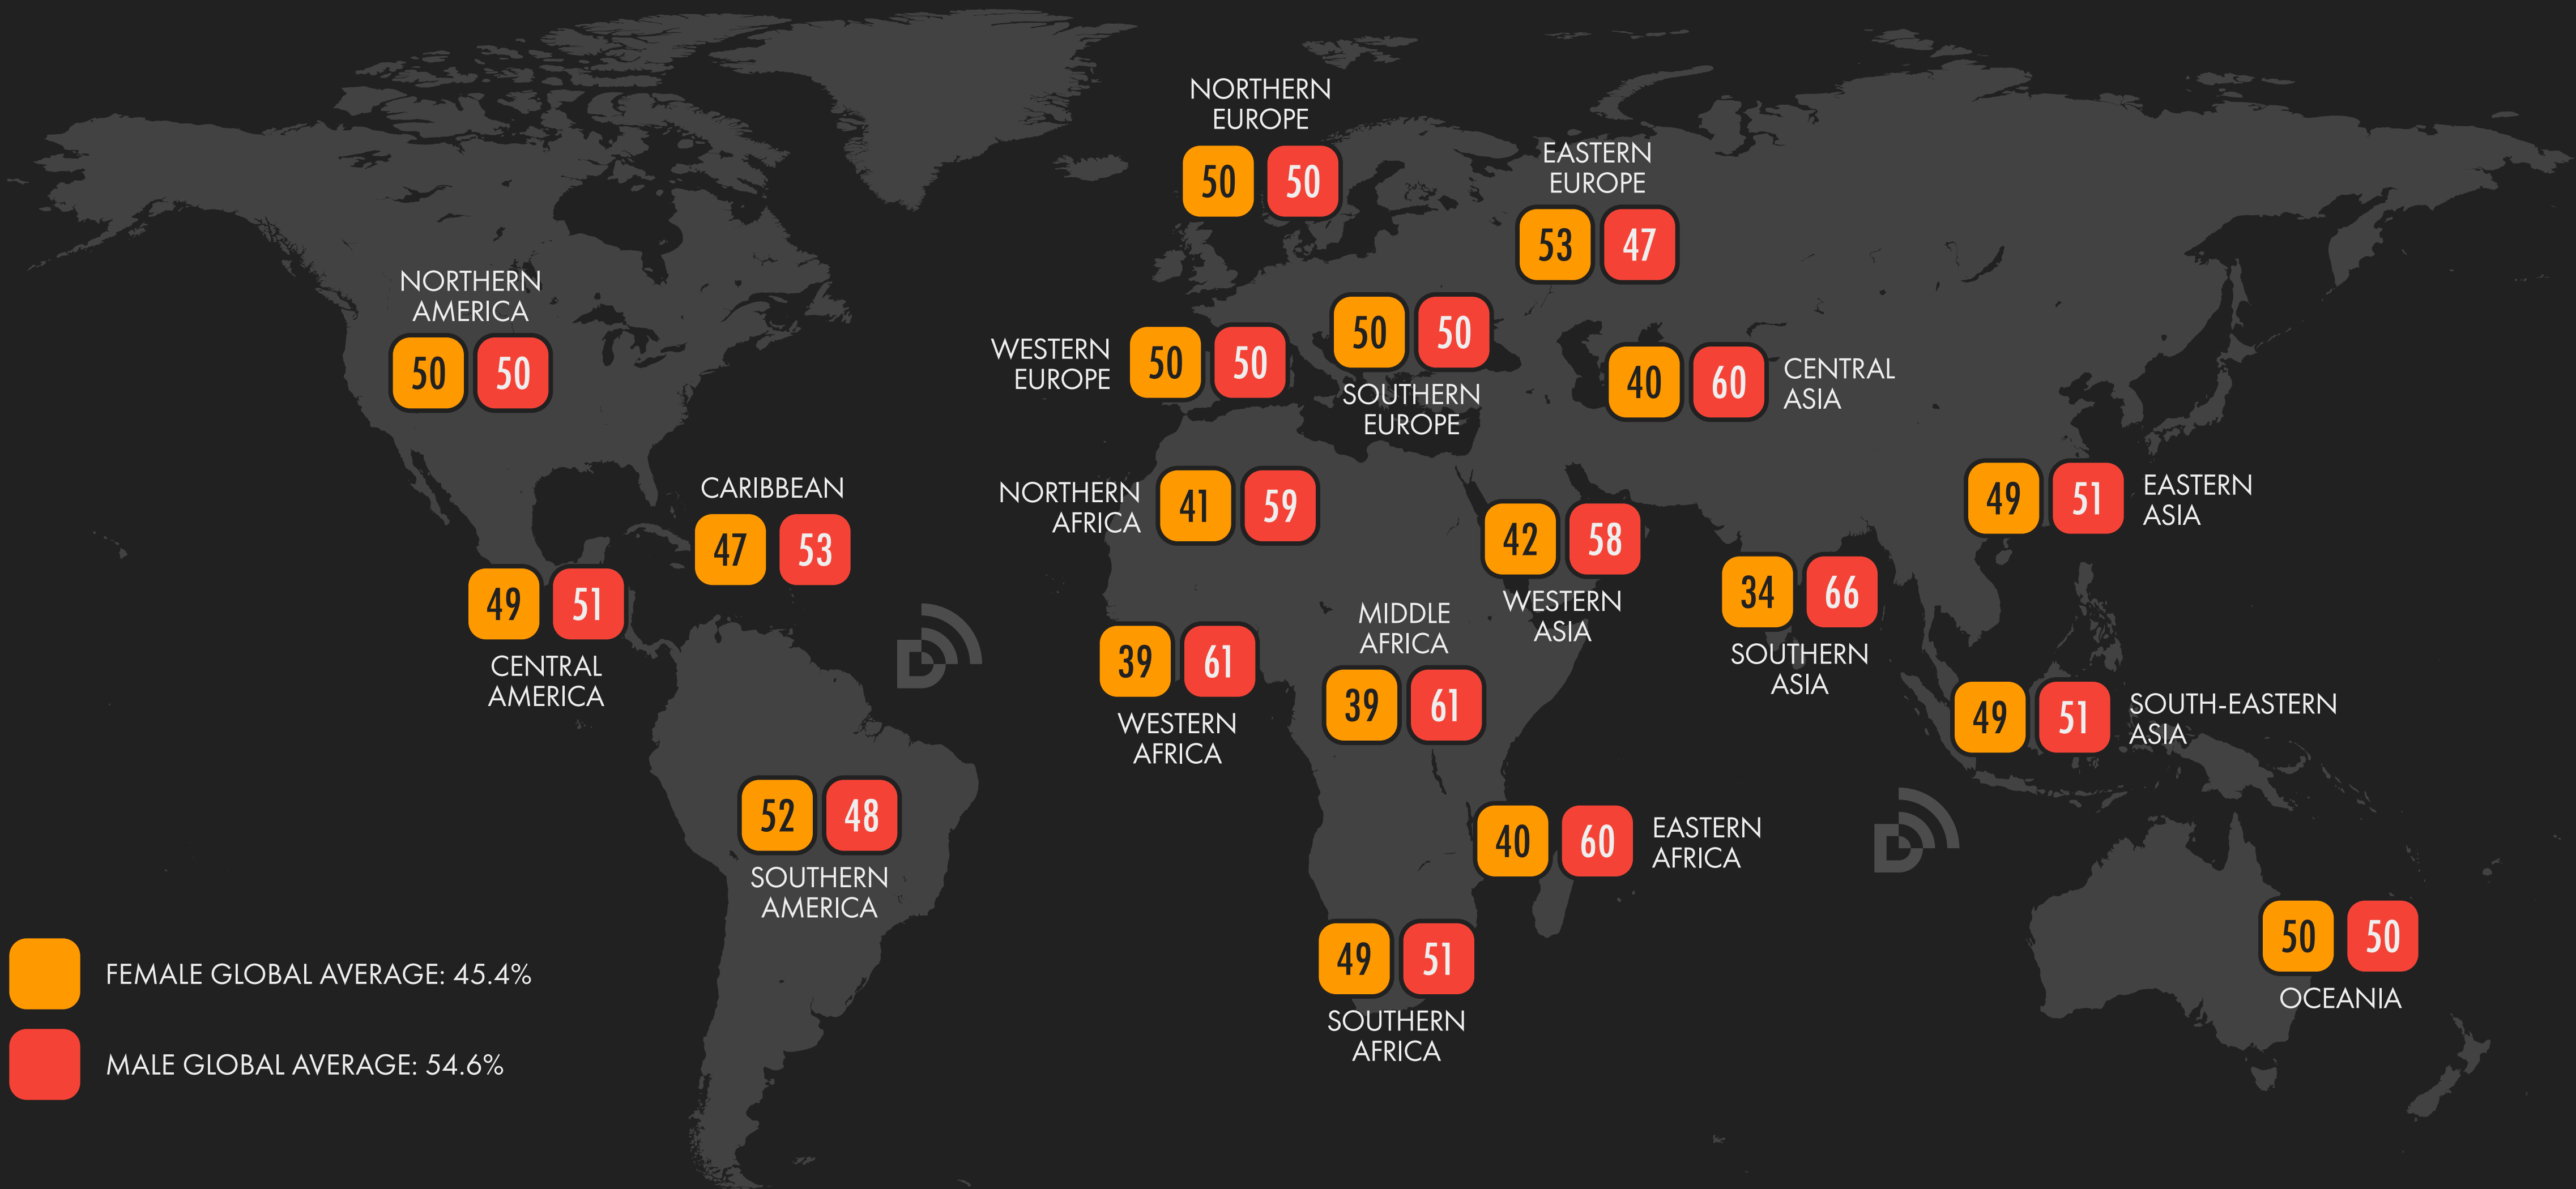 NORTHERN
EUROPE
50 50
EASTERN
EUROPE
53 47
NORTHERN
AMERICA
50 50
WESTERN
EUROPE
50 50
50 50
SOUTHERN
EUROPE
40 60
CENTRAL
ASIA
CARIBBEAN
47 53
NORTHERN
AFRICA
41 59
42 58
WESTERN
ASIA
49 51
EASTERN
ASIA
49 51
CENTRAL
AMERICA
34 66
SOUTHERN
ASIA
39 61
WESTERN
AFRICA
MIDDLE
AFRICA
39 61
49 51
SOUTH-EASTERN
ASIA
52 48
SOUTHERN
AMERICA
40 60
EASTERN
AFRICA
49 51
SOUTHERN
AFRICA
50 50
OCEANIA
FEMALE GLOBAL AVERAGE: 45.4%
MALE GLOBAL AVERAGE: 54.6%